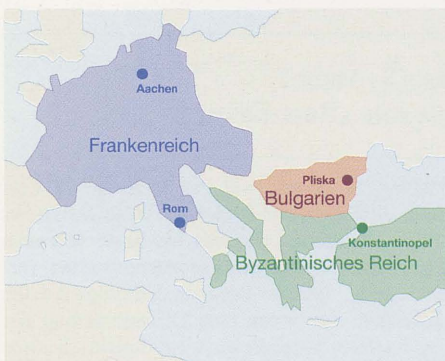 Aachen
Frankenreich
Pliska
Bulgarien
Rom
Konstantinopel
Byzantinisches Reich